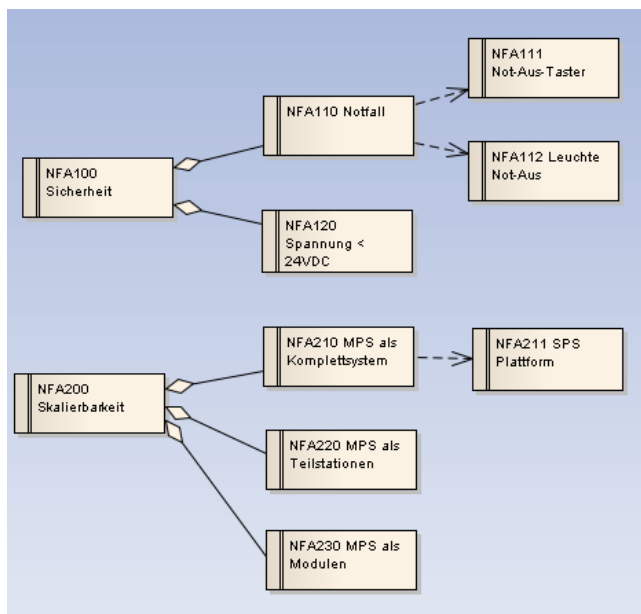 NFA111
Not-Aus-Taster
NFA110 Notfall
NFA112 Leuchte
Not-Aus
NFA100
Sicherheit
NFA120
Spannung <
24VDC
NFA210 MPS als
Komplettsystem
NFA211 SPS
Plattform
NFA200
Skalierbarkeit
NFA220 MPS als
Teilstationen
NFA230 MPS als
Modulen